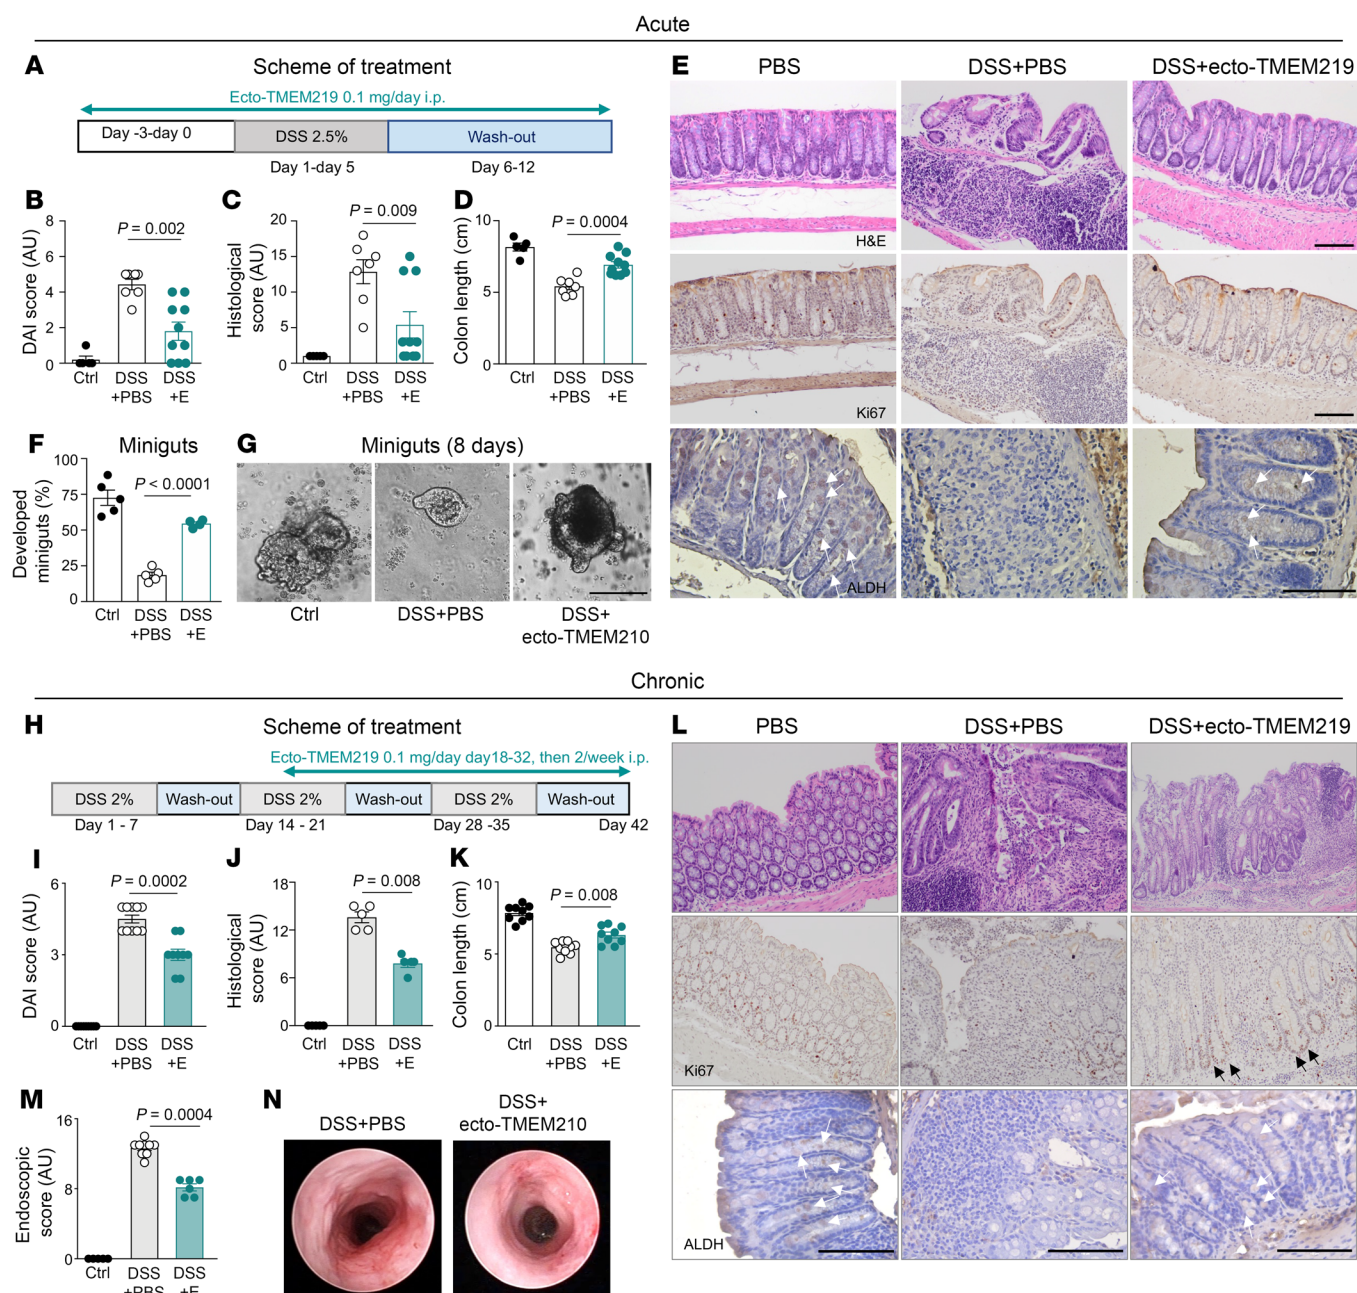 Acute
A
Scheme of treatment
Ecto-TMEM219 0.1 mg/day i.p.
Day -3-day 0
DSS 2.5%
Wash-out
Day 1-day 5
Day 6-12
B
DAI score (AU)
8
6
4
2
0
P = 0.002
Ctrl
DSS
+PBS
DSS
+E
C
Histological
score (AU)
20
15
10
5
0
P = 0.009
Ctrl
DSS
+PBS
DSS
+E
D
Colon length (cm)
10
5
0
P = 0.0004
Ctrl
DSS
+PBS
DSS
+E
E
PBS
DSS+PBS
DSS+ecto-TMEM219
H&E
Ki67
ALDH
F
Miniguts
Developed
miniguts (%)
100
75
50
25
0
P < 0.0001
Ctrl
DSS
+PBS
DSS
+E
G
Miniguts (8 days)
Ctrl
DSS+PBS
DSS+
ecto-TMEM210
Chronic
H
Scheme of treatment
Ecto-TMEM219 0.1 mg/day day18-32, then 2/week i.p.
DSS 2%
Wash-out
DSS 2%
Wash-out
DSS 2%
Wash-out
Day 1 - 7
Day 14 - 21
Day 28 -35
Day 42
I
DAI score (AU)
6
3
0
P = 0.0002
Ctrl
DSS
+PBS
DSS
+E
J
Histological
score (AU)
18
12
6
0
P = 0.008
Ctrl
DSS
+PBS
DSS
+E
K
Colon length (cm)
10
5
0
P = 0.008
Ctrl
DSS
+PBS
DSS
+E
L
PBS
DSS+PBS
DSS+ecto-TMEM219
Ki67
ALDH
M
Endoscopic
score (AU)
16
8
0
P = 0.0004
Ctrl
DSS
+PBS
DSS
+E
N
DSS+PBS
DSS+
ecto-TMEM210